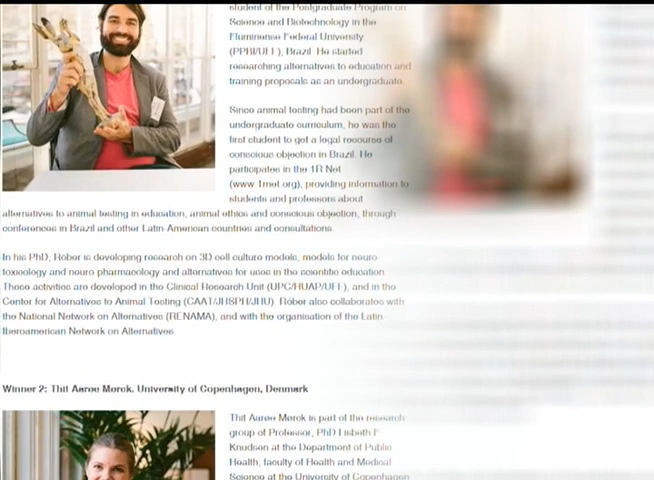 student of the Postgraduate Program on
Science and Biotechnology in the
Fluminense Federal University
(PPBI/UFF), Brazil. He started
researching alternatives to education and
training proposals as an undergraduate.
Since animal testing had been part of the
undergraduate curriculum, he was the
first student to get a legal recourse of
conscious objection in Brazil. He
participates in the 1R Net
(www.1rnet.org), providing information to
students and professors about
alternatives to animal testing in education, animal ethics and conscious objection, through
conferences in Brazil and other Latin-American countries and consultations.
In his PhD, Róber is developing research on 3D cell culture models, models for neuro-
toxicology and neuro pharmacology and alternatives for uses in the scientific education.
These activities are developed in the Clinical Research Unit (UPC/HUAP/UFF), and in the
Center for Alternatives to Animal Testing (CAAT/JHSPH/JHU). Róber also collaborates with
the National Network on Alternatives (RENAMA), and with the organisation of the Latin-
Iberoamerican Network on Alternatives.
Winner 2: Thit Aarøe Mørck, University of Copenhagen, Denmark
Thit Aarøe Mørck is part of the research
group of Professor, PhD Lisbeth E.
Knudsen at the Department of Public
Health, faculty of Health and Medical
Science at the University of Copenhagen